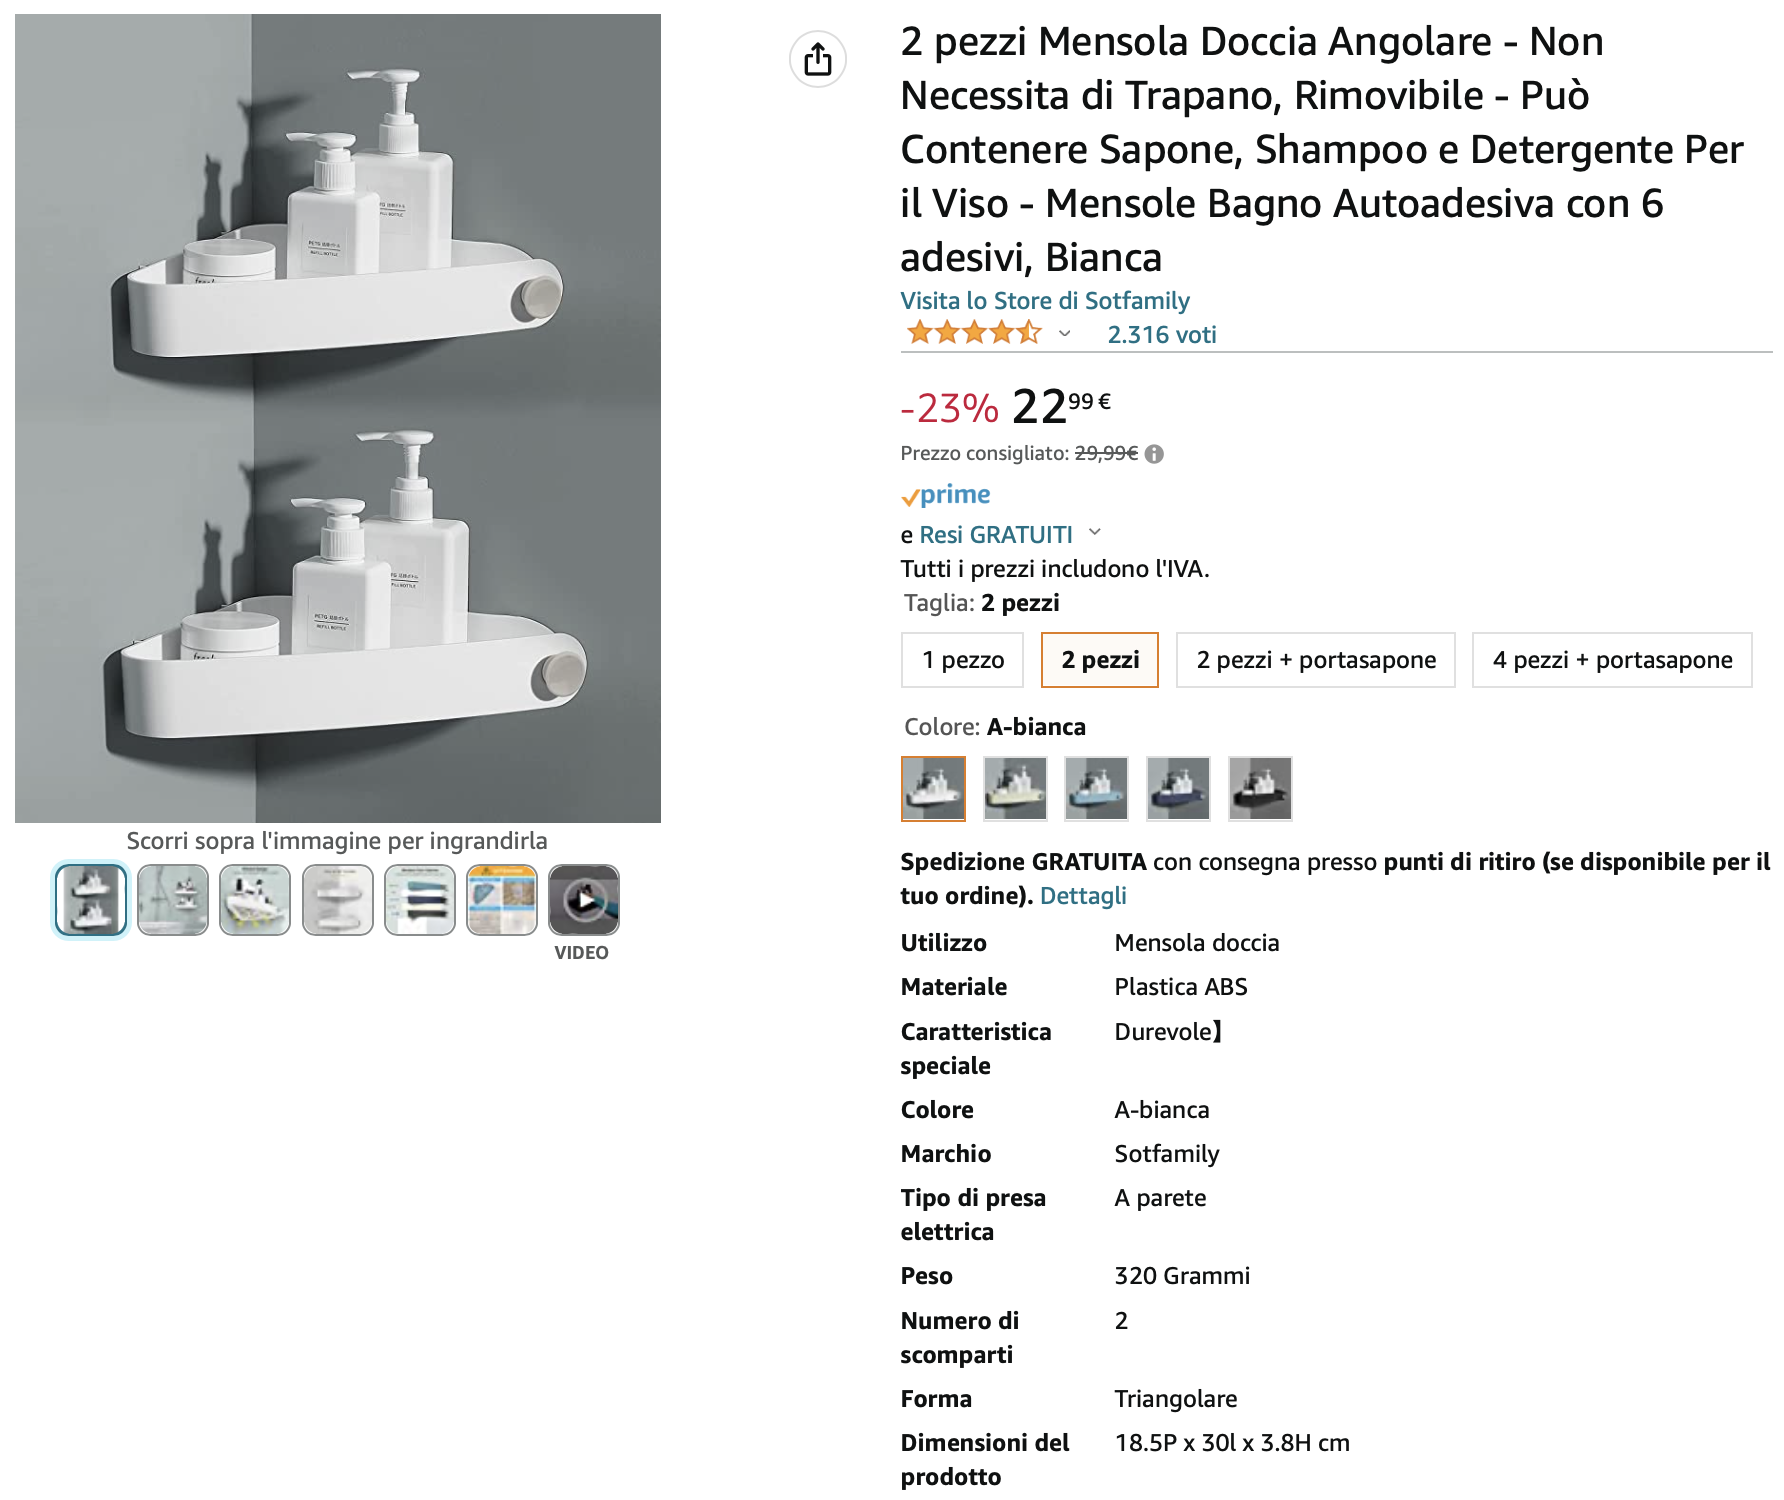 2 pezzi Mensola Doccia Angolare - Non
Necessita di Trapano, Rimovibile - Può
Contenere Sapone, Shampoo e Detergente Per
il Viso - Mensole Bagno Autoadesiva con 6
adesivi, Bianca
Visita lo Store di Sotfamily
2.316 voti
-23% 22 99 €
Prezzo consigliato: 29,99€
prime
e Resi GRATUITI
Tutti i prezzi includono l'IVA.
Taglia: 2 pezzi
1 pezzo
2 pezzi
2 pezzi + portasapone
4 pezzi + portasapone
Colore: A-bianca
Spedizione GRATUITA con consegna presso punti di ritiro (se disponibile per il
tuo ordine). Dettagli
Utilizzo Mensola doccia
Materiale Plastica ABS
Caratteristica Durevole】
speciale
Colore A-bianca
Marchio Sotfamily
Tipo di presa A parete
elettrica
Peso 320 Grammi
Numero di 2
scomparti
Forma Triangolare
Dimensioni del 18.5P x 30l x 3.8H cm
prodotto
REFILL BOTTLE
REFILL BOTTLE
Scorri sopra l'immagine per ingrandirla
VIDEO